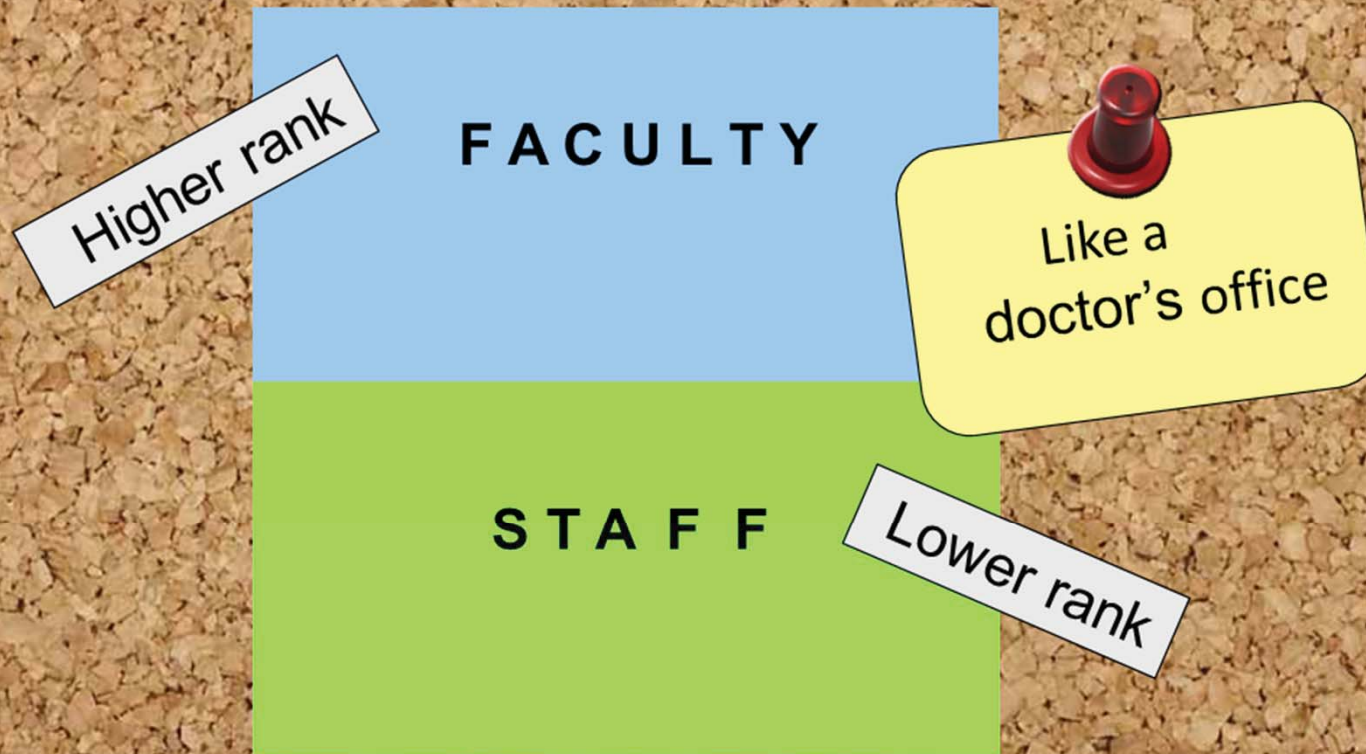 Higher rank
FACULTY
Like a
doctor's office
STAFF
Lower rank